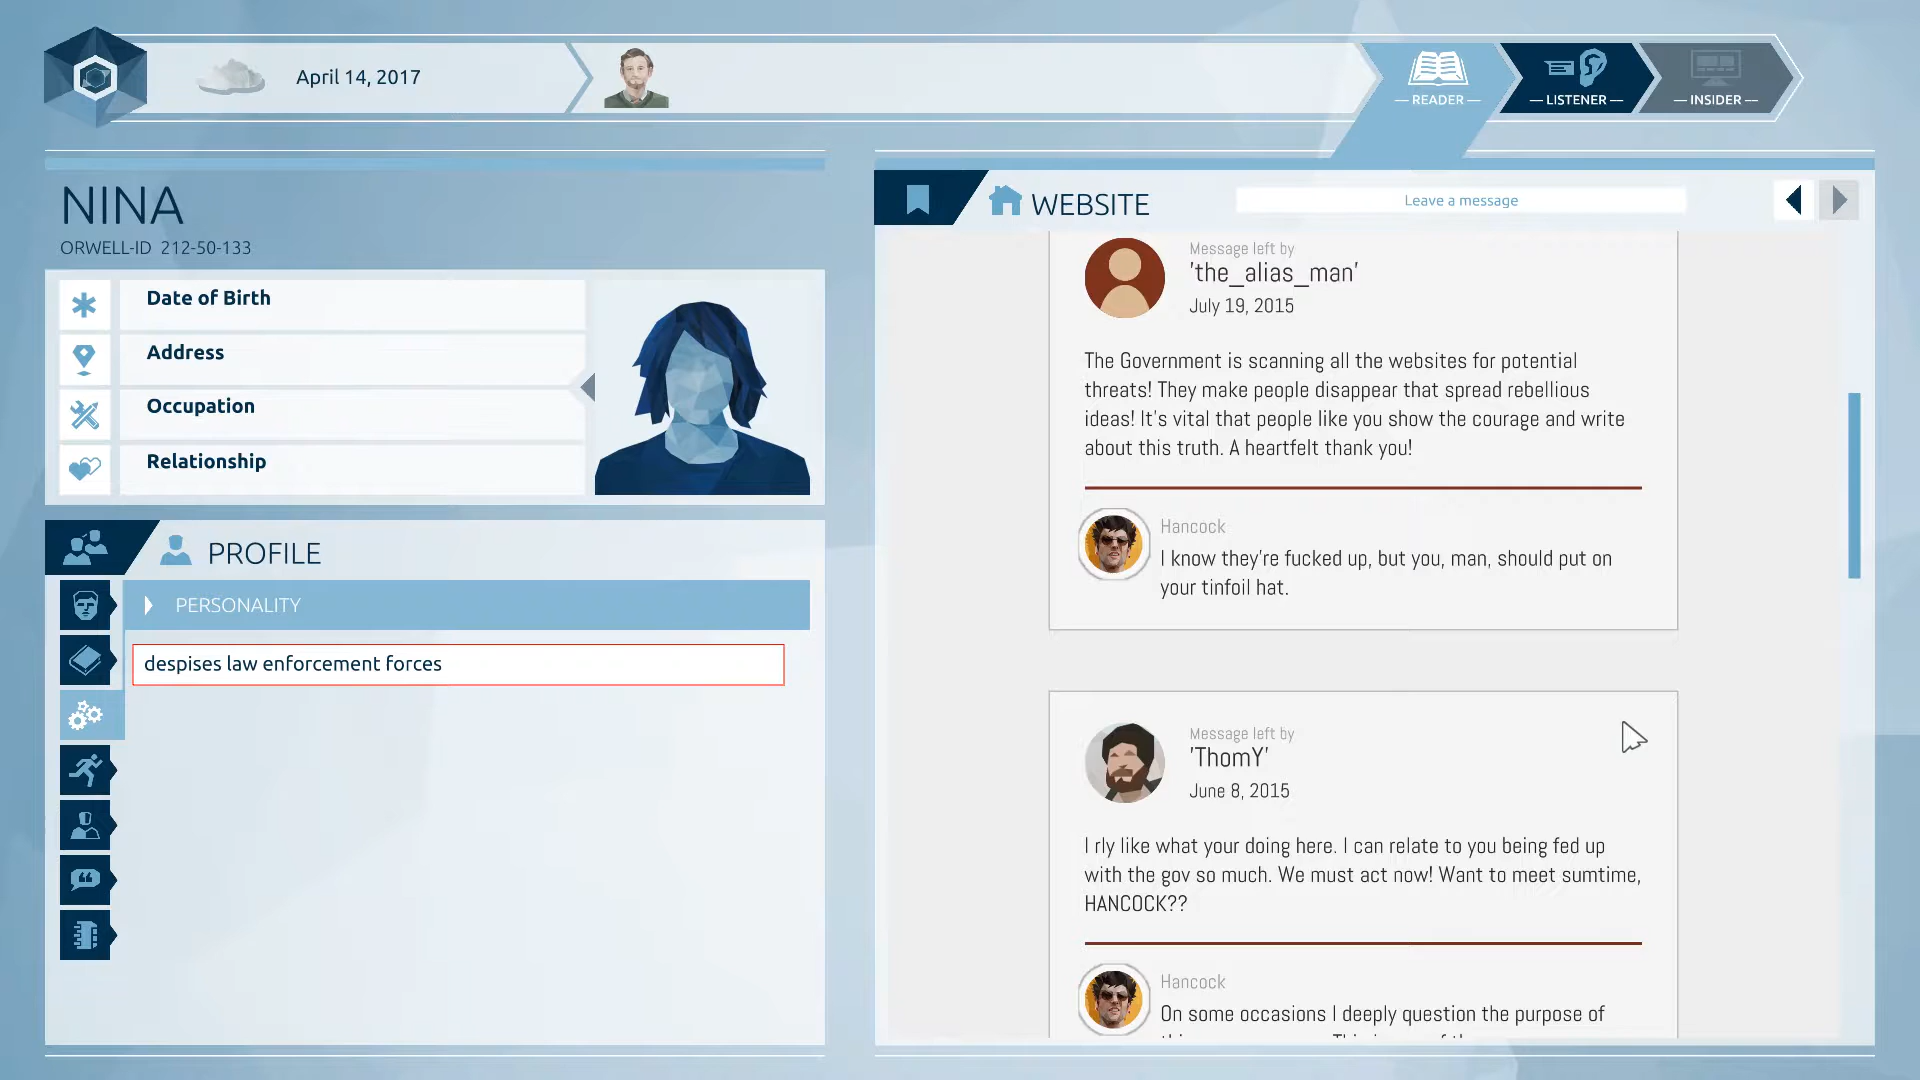 April 14, 2017
— READER —
— LISTENER —
— INSIDER —
NINA
ORWELL-ID 212-50-133
Date of Birth
Address
Occupation
Relationship
PROFILE
PERSONALITY
despises law enforcement forces
WEBSITE
Leave a message
Message left by
'the_alias_man'
July 19, 2015
The Government is scanning all the websites for potential
threats! They make people disappear that spread rebellious
ideas! It's vital that people like you show the courage and write
about this truth. A heartfelt thank you!
Hancock
I know they're fucked up, but you, man, should put on
your tinfoil hat.
Message left by
'ThomY'
June 8, 2015
I rly like what your doing here. I can relate to you being fed up
with the gov so much. We must act now! Want to meet sumtime,
HANCOCK??
Hancock
On some occasions I deeply question the purpose of